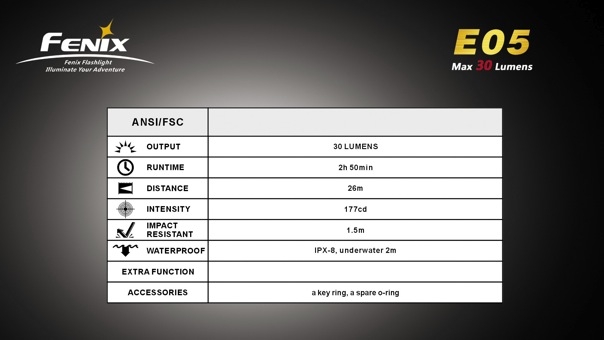 FENIX
Fenix Flashlight
Illuminate Your Adventure
E05
Max 30 Lumens
ANSI/FSC
OUTPUT 30 LUMENS
RUNTIME 2h 50min
DISTANCE 26m
INTENSITY 177cd
IMPACT
RESISTANT 1.5m
WATERPROOF IPX-8, underwater 2m
EXTRA FUNCTION
ACCESSORIES a key ring, a spare o-ring